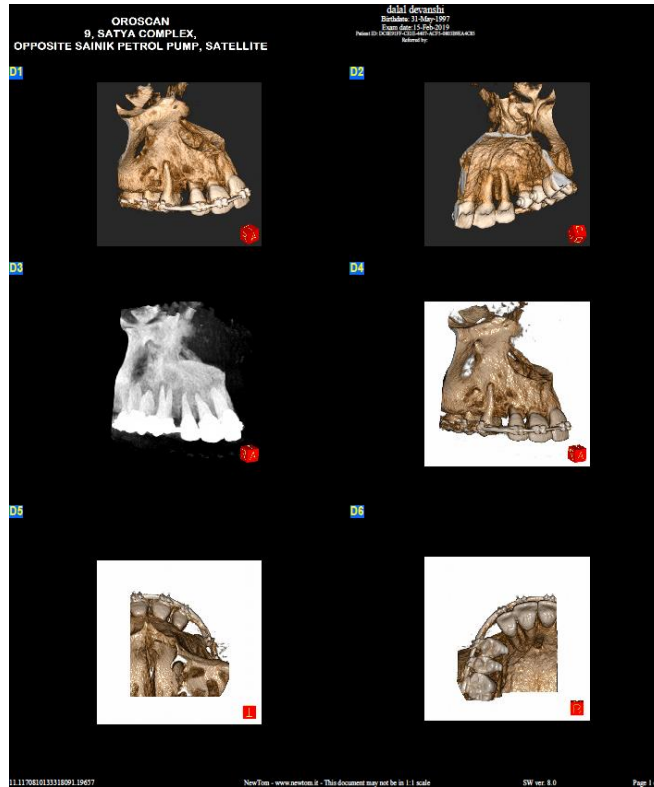 OROSCAN
9, SATYA COMPLEX,
OPPOSITE SAINIK PETROL PUMP, SATELLITE
dalal devanshi
Birthdate: 31-May-1997
Exam date:15-Feb-2019
Referred by:
D1
D2
D3
D4
D5
D6
NewTom - www.newtom.it - This document may not be in 1:1 scale
SW ver. 8.0
Page 1